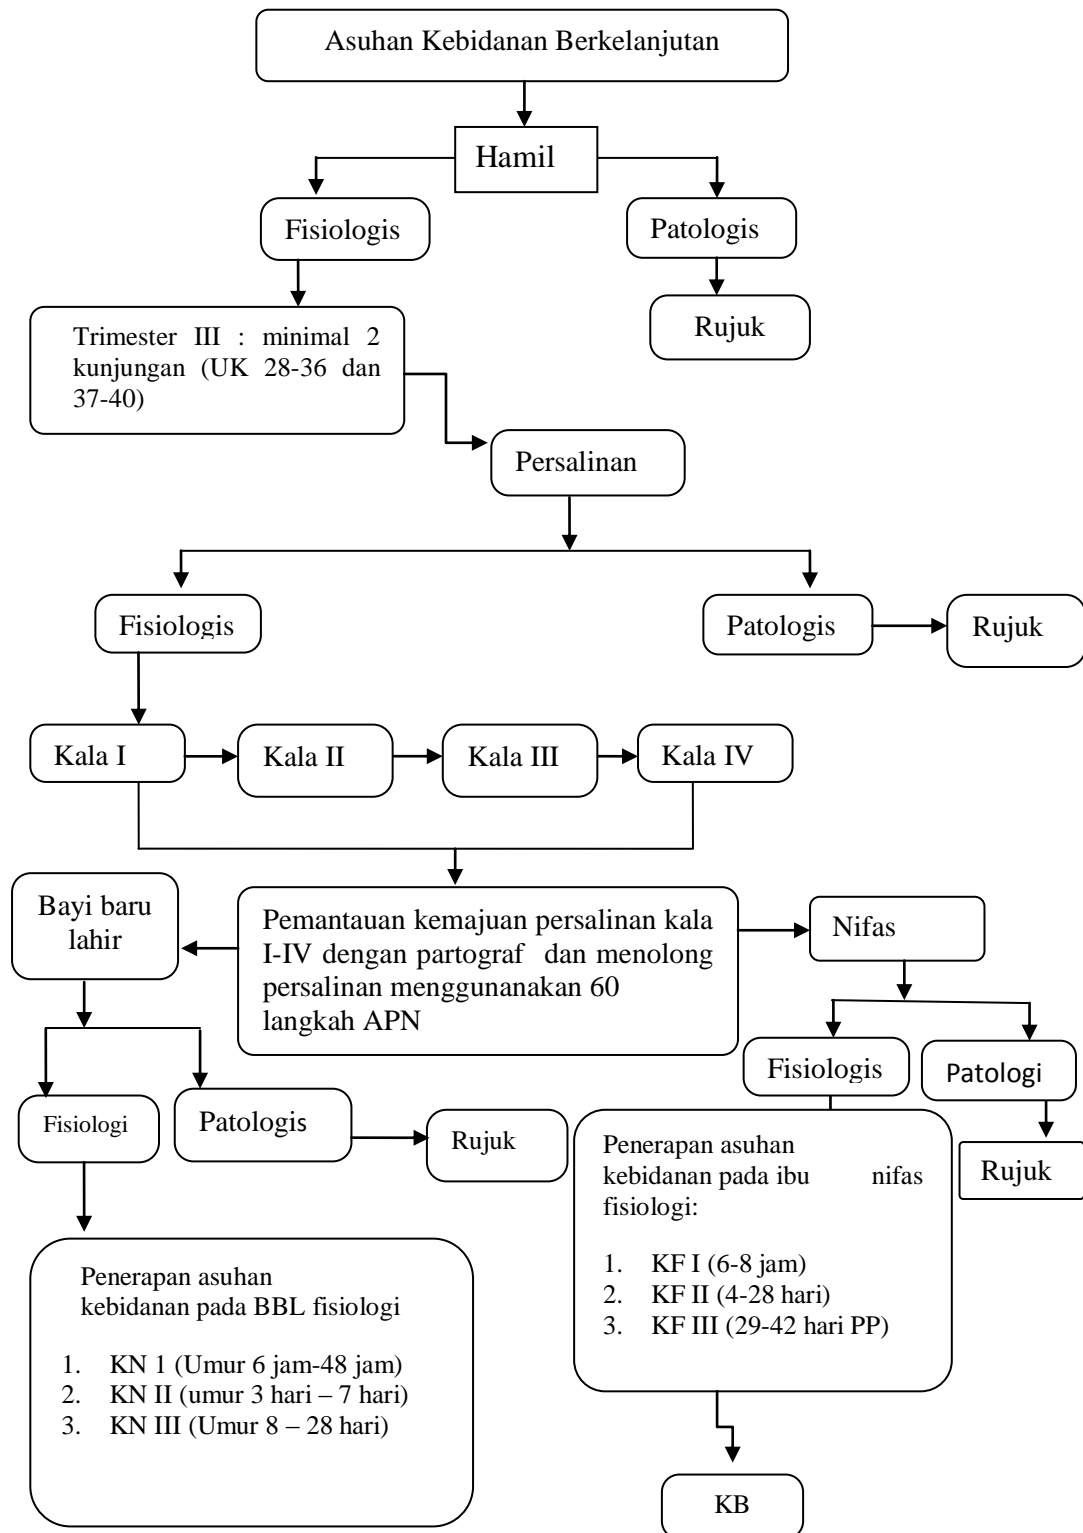 Asuhan Kebidanan Berkelanjutan
Hamil
Fisiologis
Patologis
Rujuk
Trimester III : minimal 2
kunjungan (UK 28-36 dan
37-40)
Persalinan
Fisiologis
Patologis
Rujuk
Kala I
Kala II
Kala III
Kala IV
Bayi baru
lahir
Pemantauan kemajuan persalinan kala
I-IV dengan partograf dan menolong
persalinan menggunanakan 60
langkah APN
Nifas
Fisiologis
Patologi
Fisiologi
Patologis
Rujuk
Penerapan asuhan
kebidanan pada ibu nifas
fisiologi:
1. KF I (6-8 jam)
2. KF II (4-28 hari)
3. KF III (29-42 hari PP)
Rujuk
Penerapan asuhan
kebidanan pada BBL fisiologi
1. KN 1 (Umur 6 jam-48 jam)
2. KN II (umur 3 hari – 7 hari)
3. KN III (Umur 8 – 28 hari)
KB